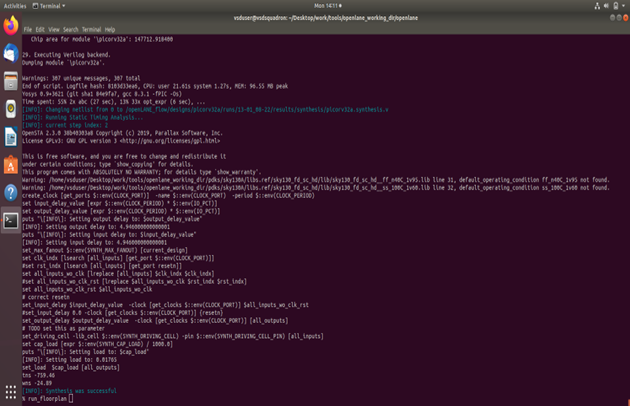 Activities
Terminal ▾
Mon 14:11
vsduser@vsdsquadron: ~/Desktop/work/tools/openlane_working_dir/openlane
File Edit View Search Terminal Help
Chip area for module '\picorv32a': 147712.918400
29. Executing Verilog backend.
Dumping module `\picorv32a'.
Warnings: 307 unique messages, 307 total
End of script. Logfile hash: 8103d33ea6, CPU: user 21.61s system 1.27s, MEM: 96.55 MB peak
Yosys 0.9+3621 (git sha1 84e9fa7, gcc 8.3.1 -fPIC -Os)
Time spent: 55% 2x abc (27 sec), 13% 33x opt_expr (6 sec), ...
[INFO]: Changing netlist from 0 to /openLANE_flow/designs/picorv32a/runs/13-01_08-22/results/synthesis/picorv32a.synthesis.v
[INFO]: Running Static Timing Analysis...
[INFO]: current step index: 2
OpenSTA 2.3.0 38b40303a8 Copyright (c) 2019, Parallax Software, Inc.
License GPLv3: GNU GPL version 3 <http://gnu.org/licenses/gpl.html>
This is free software, and you are free to change and redistribute it
under certain conditions; type `show_copying' for details.
This program comes with ABSOLUTELY NO WARRANTY; for details type `show_warranty'.
Warning: /home/vsduser/Desktop/work/tools/openlane_working_dir/pdks/sky130A/libs.ref/sky130_fd_sc_hd/lib/sky130_fd_sc_hd__ff_n40C_1v95.lib line 31, default_operating_condition ff_n40C_1v95 not found.
Warning: /home/vsduser/Desktop/work/tools/openlane_working_dir/pdks/sky130A/libs.ref/sky130_fd_sc_hd/lib/sky130_fd_sc_hd__ss_100C_1v60.lib line 32, default_operating_condition ss_100C_1v60 not found.
create_clock [get_ports $::env(CLOCK_PORT)] -name $::env(CLOCK_PORT) -period $::env(CLOCK_PERIOD)
set input_delay_value [expr $::env(CLOCK_PERIOD) * $::env(IO_PCT)]
set output_delay_value [expr $::env(CLOCK_PERIOD) * $::env(IO_PCT)]
puts "\[INFO\]: Setting output delay to: $output_delay_value"
[INFO]: Setting output delay to: 4.946000000000001
puts "\[INFO\]: Setting input delay to: $input_delay_value"
[INFO]: Setting input delay to: 4.946000000000001
set_max_fanout $::env(SYNTH_MAX_FANOUT) [current_design]
set clk_indx [lsearch [all_inputs] [get_port $::env(CLOCK_PORT)]]
#set rst_indx [lsearch [all_inputs] [get_port resetn]]
set all_inputs_wo_clk [lreplace [all_inputs] $clk_indx $clk_indx]
#set all_inputs_wo_clk_rst [lreplace $all_inputs_wo_clk $rst_indx $rst_indx]
set all_inputs_wo_clk_rst $all_inputs_wo_clk
# correct resetn
set_input_delay $input_delay_value -clock [get_clocks $::env(CLOCK_PORT)] $all_inputs_wo_clk_rst
#set_input_delay 0.0 -clock [get_clocks $::env(CLOCK_PORT)] {resetn}
set_output_delay $output_delay_value -clock [get_clocks $::env(CLOCK_PORT)] [all_outputs]
# TODO set this as parameter
set_driving_cell -lib_cell $::env(SYNTH_DRIVING_CELL) -pin $::env(SYNTH_DRIVING_CELL_PIN) [all_inputs]
set cap_load [expr $::env(SYNTH_CAP_LOAD) / 1000.0]
puts "\[INFO\]: Setting load to: $cap_load"
[INFO]: Setting load to: 0.01765
set_load $cap_load [all_outputs]
tns -759.46
wns -24.89
[INFO]: Synthesis was successful
% run_floorplan